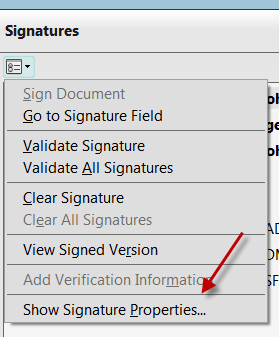 Signatures
Sign Document
Go to Signature Field
Validate Signature
Validate All Signatures
Clear Signature
Clear All Signatures
View Signed Version
Add Verification Information
Show Signature Properties...